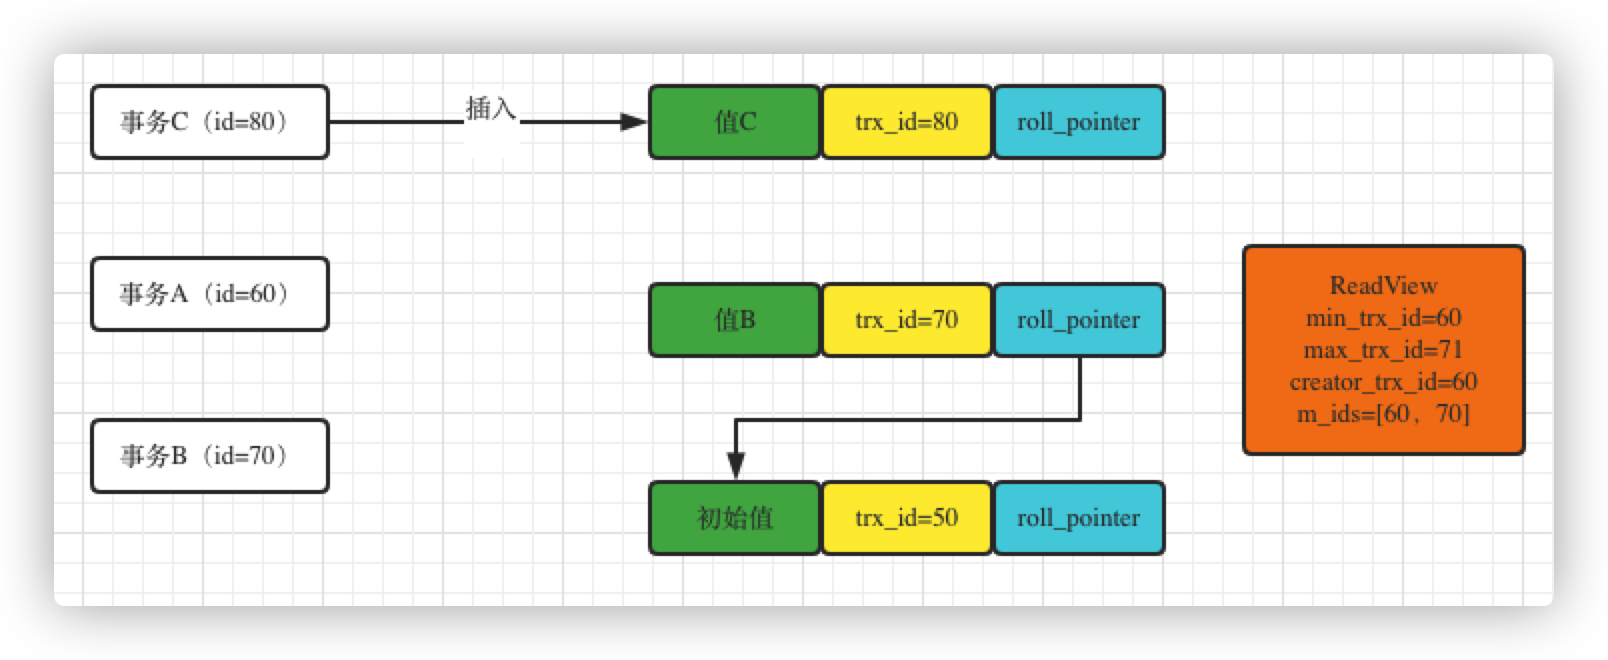 事务C（id=80）
插入
值C
trx_id=80
roll_pointer
事务A（id=60）
值B
trx_id=70
roll_pointer
ReadView
min_trx_id=60
max_trx_id=71
creator_trx_id=60
m_ids=[60，70]
事务B（id=70）
初始值
trx_id=50
roll_pointer